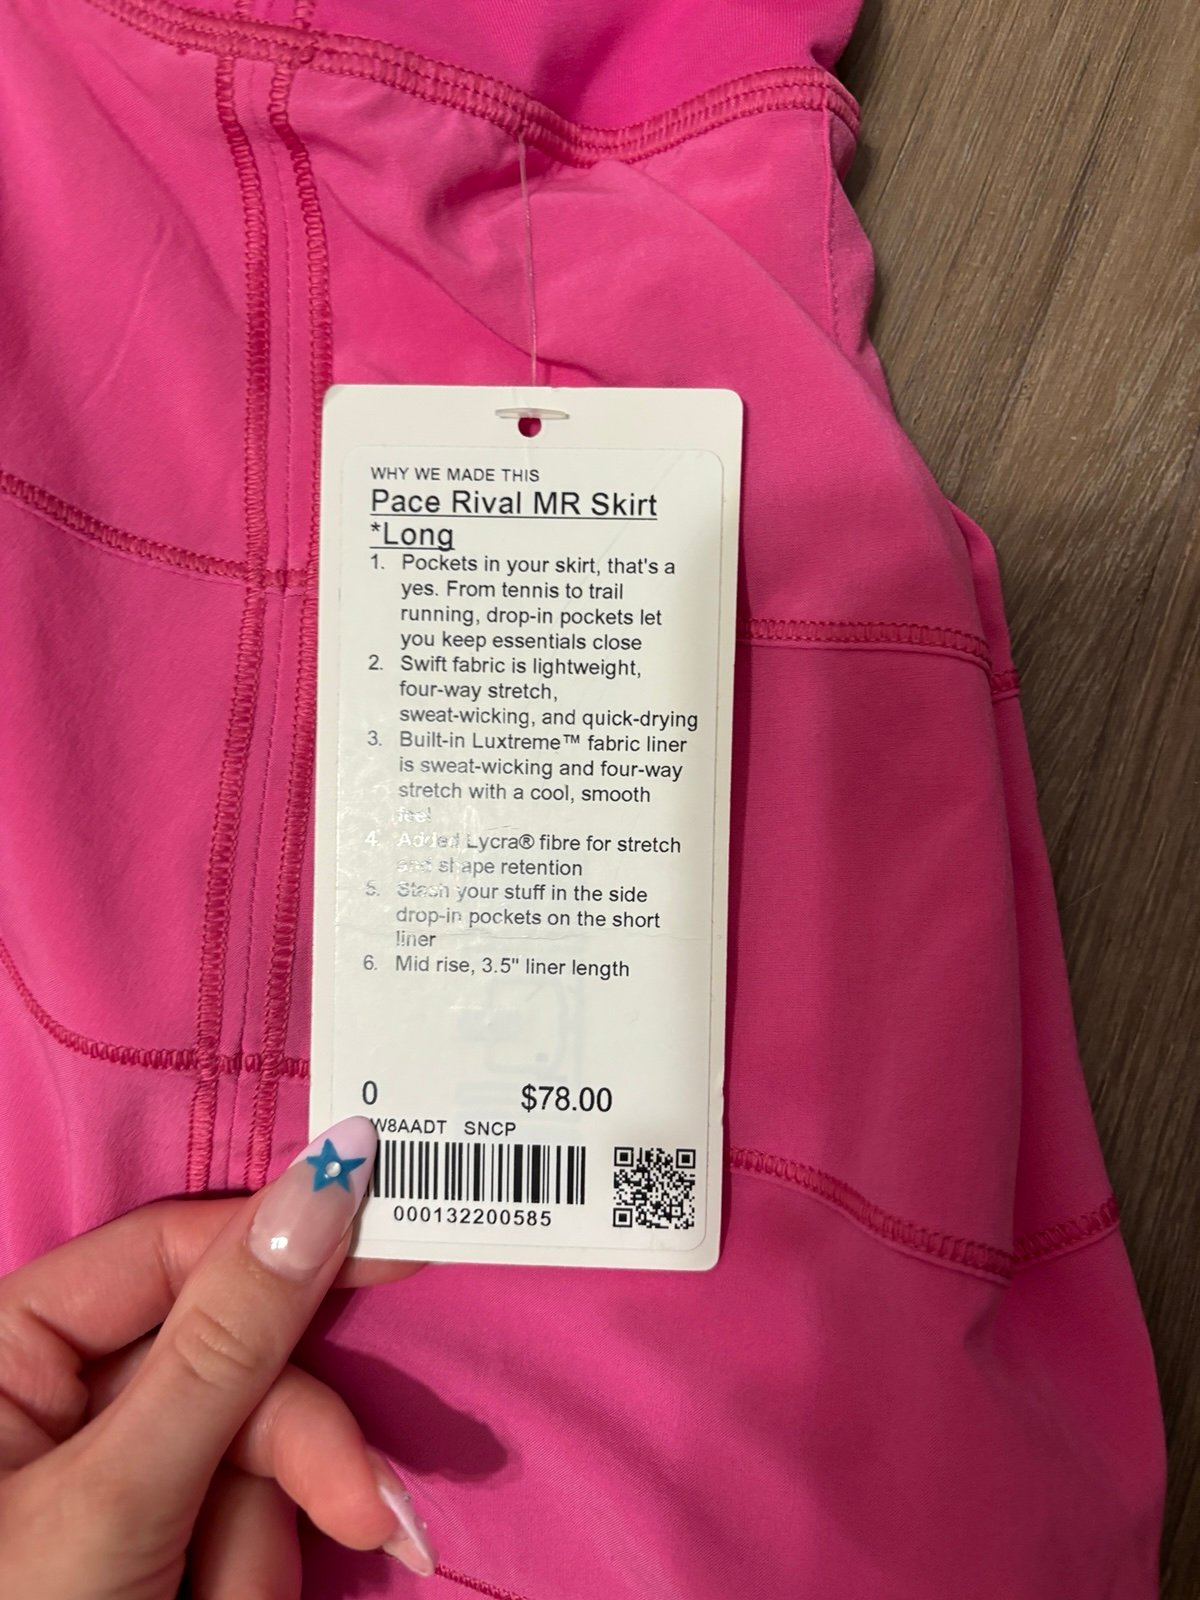 WHY WE MADE THIS
Pace Rival MR Skirt
*Long
1. Pockets in your skirt, that's a
yes. From tennis to trail
running, drop-in pockets let
you keep essentials close
2. Swift fabric is lightweight,
four-way stretch,
sweat-wicking, and quick-drying
3. Built-in Luxtreme™ fabric liner
is sweat-wicking and four-way
stretch with a cool, smooth
feel
4. Added Lycra® fibre for stretch
and shape retention
5. Stash your stuff in the side
drop-in pockets on the short
liner
6. Mid rise, 3.5" liner length
0 $78.00
W8AADT SNCP
000132200585